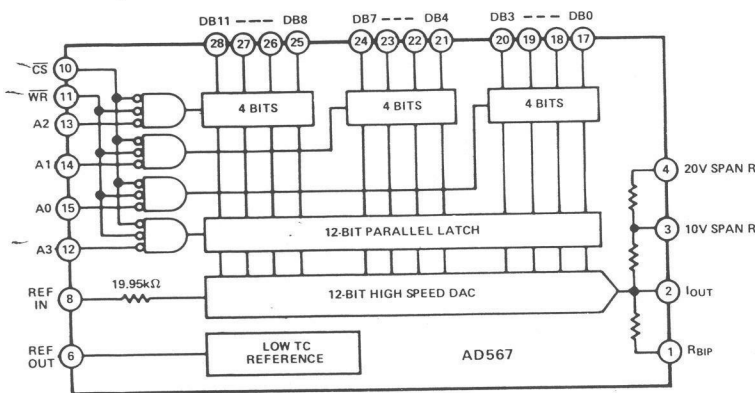 DB11 ---- DB8 DB7 ---- DB4 DB3 ---- DB0
28 27 26 25 24 23 22 21 20 19 18 17
CS 10
WR 11
A2 13
A1 14
A0 15
A3 12
4 BITS 4 BITS 4 BITS
4 20V SPAN R
3 10V SPAN R
12-BIT PARALLEL LATCH
REF IN 8 19.95kΩ
12-BIT HIGH SPEED DAC
2 IOUT
REF OUT 6
LOW TC
REFERENCE
AD567
1 RBIP